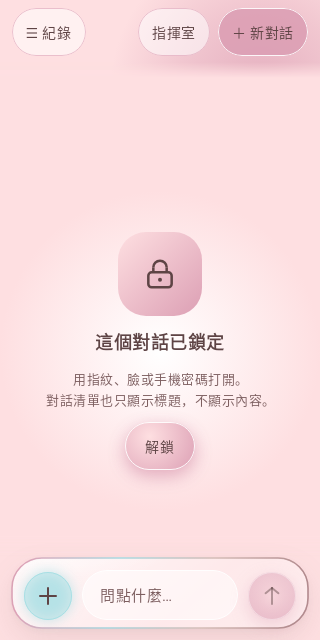 ☰ 紀錄
指揮室
＋ 新對話
這個對話已鎖定
用指紋、臉或手機密碼打開。
對話清單也只顯示標題，不顯示內容。
解鎖
問點什麼…